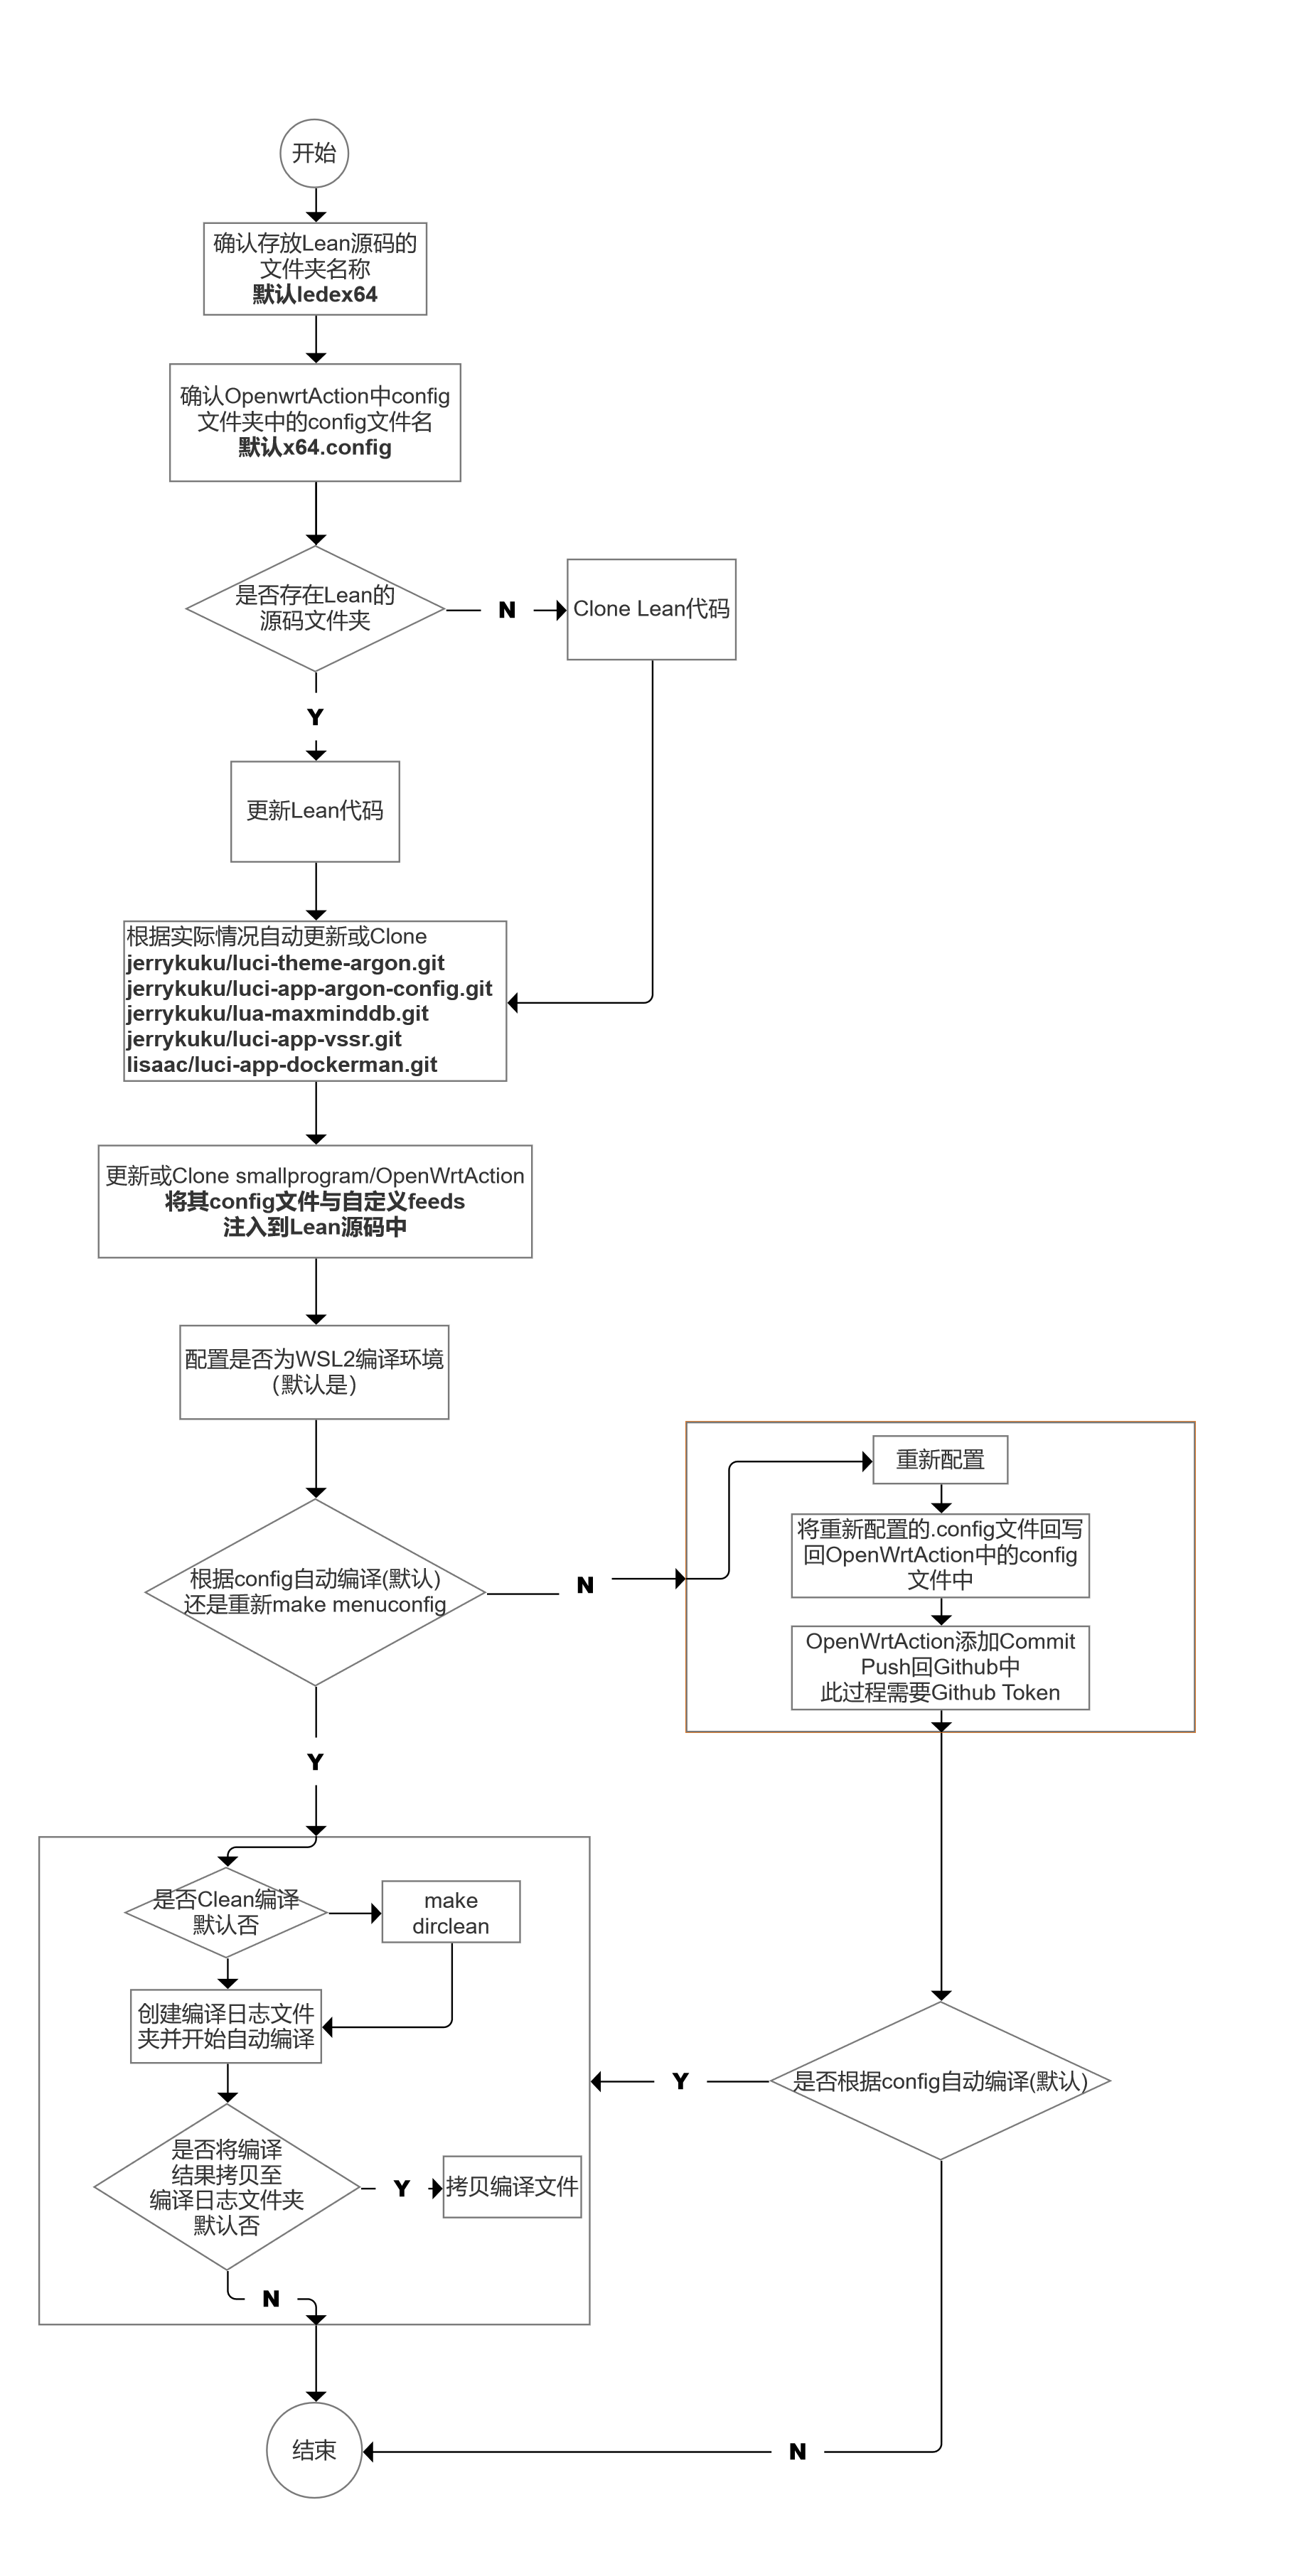 开始
确认存放Lean源码的
文件夹名称
默认ledex64
确认OpenwrtAction中config
文件夹中的config文件名
默认x64.config
是否存在Lean的
源码文件夹
N
Clone Lean代码
Y
更新Lean代码
根据实际情况自动更新或Clone
jerrykuku/luci-theme-argon.git
jerrykuku/luci-app-argon-config.git
jerrykuku/lua-maxminddb.git
jerrykuku/luci-app-vssr.git
lisaac/luci-app-dockerman.git
更新或Clone smallprogram/OpenWrtAction
将其config文件与自定义feeds
注入到Lean源码中
配置是否为WSL2编译环境
（默认是）
根据config自动编译(默认)
还是重新make menuconfig
N
重新配置
将重新配置的.config文件回写
回OpenWrtAction中的config
文件中
OpenWrtAction添加Commit
Push回Github中
此过程需要Github Token
Y
是否Clean编译
默认否
make
dirclean
创建编译日志文件
夹并开始自动编译
是否根据config自动编译(默认)
Y
是否将编译
结果拷贝至
编译日志文件夹
默认否
Y
拷贝编译文件
N
结束
N